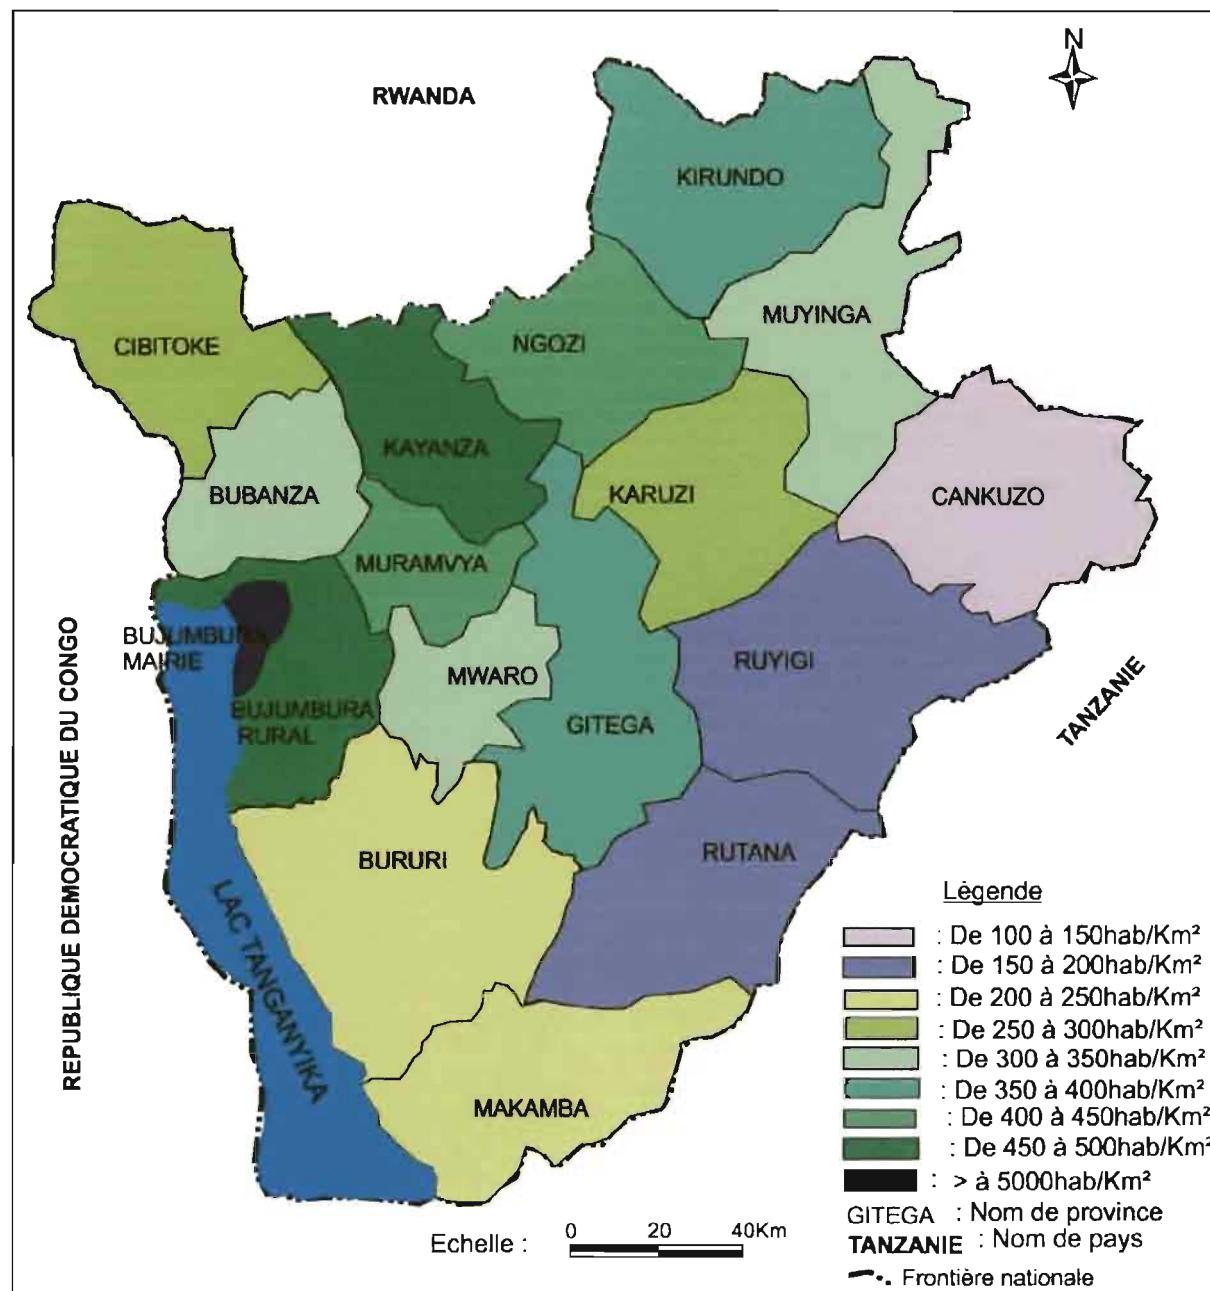 N
RWANDA
KIRUNDO
MUYINGA
NGOZI
CIBITOKE
KAYANZA
BUBANZA
KARUZI
CANKUZO
MURAMVYA
BUJUMBURA
MAIRIE
MWARO
RUYIGI
BUJUMBURA
RURAL
GITEGA
TANZANIE
REPUBLIQUE DEMOCRATIQUE DU CONGO
BURURI
RUTANA
LAC TANGANYIKA
MAKAMBA
Légende
: De 100 à 150hab/Km²
: De 150 à 200hab/Km²
: De 200 à 250hab/Km²
: De 250 à 300hab/Km²
: De 300 à 350hab/Km²
: De 350 à 400hab/Km²
: De 400 à 450hab/Km²
: De 450 à 500hab/Km²
: > à 5000hab/Km²
GITEGA : Nom de province
TANZANIE : Nom de pays
Frontière nationale
Echelle : 0 20 40Km